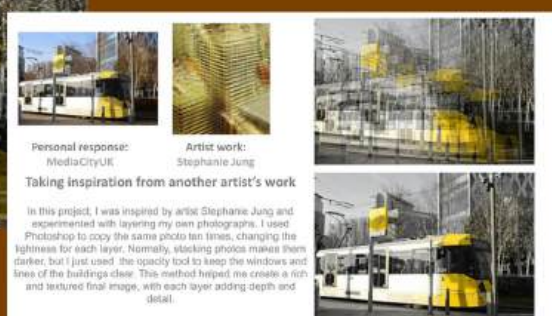 Personal response:
MediaCityUK
Artist work:
Stephanie Jung
Taking inspiration from another artist's work
In this project, I was inspired by artist Stephanie Jung and
experimented with layering my own photographs. I used
Photoshop to copy the same photo ten times, changing the
lightness for each layer. Normally, stacking photos makes them
darker, but I just used the opacity tool to keep the windows and
lines of the buildings clear. This method helped me create a rich
and textured final image, with each layer adding depth and
detail.